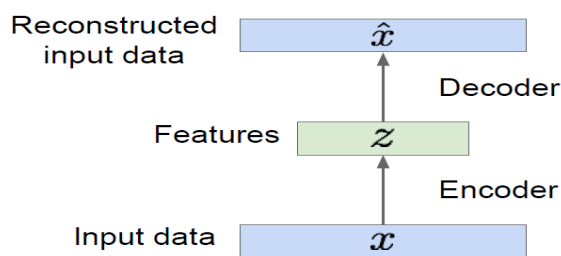 Reconstructed
input data
x̂
Decoder
Features
z
Encoder
Input data
x